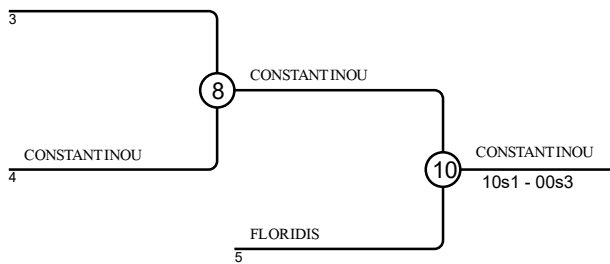 3
8
CONSTANTINOU
CONSTANTINOU
4
10
CONSTANTINOU
10s1 - 00s3
FLORIDIS
5